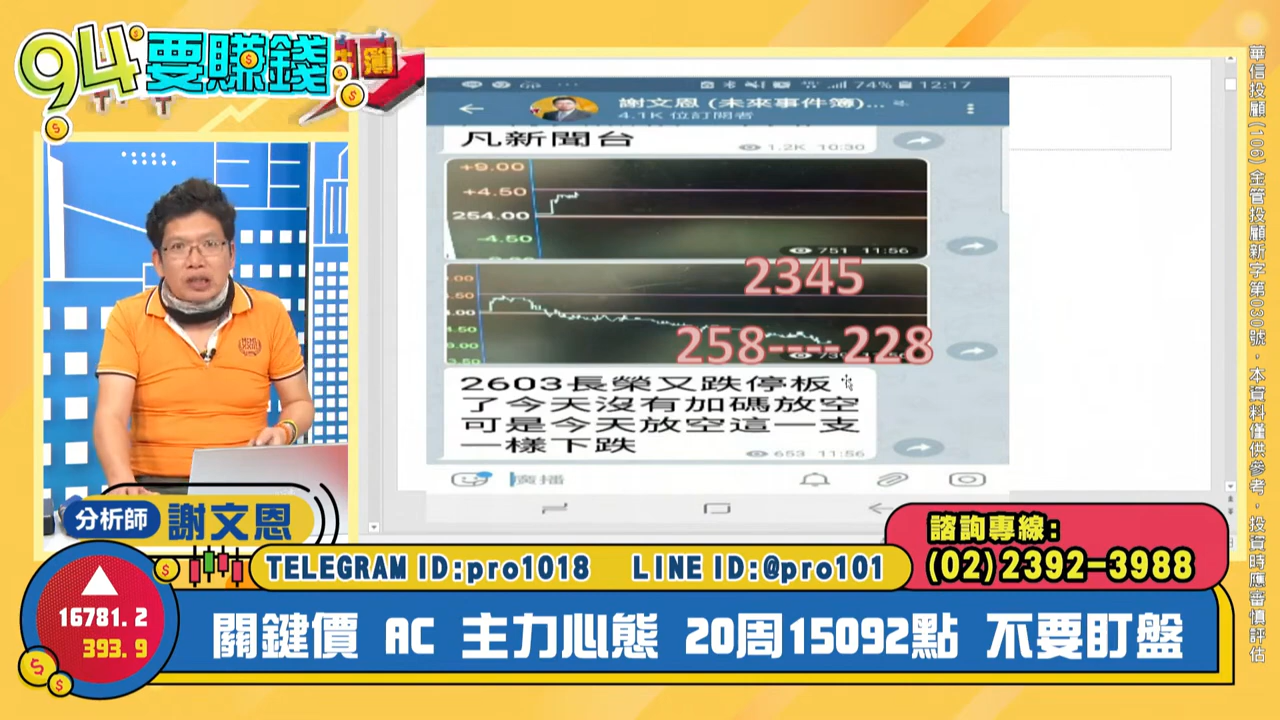 94要賺錢
74% 12:17
謝文恩 (未來事件簿)...
4.1K 位訂閱者
凡新聞台
1.2K 10:30
+9.00
+4.50
254.00
-4.50
751 11:56
2345
258----228
2603長榮又跌停板
了今天沒有加碼放空
可是今天放空這一支
一樣下跌
653 11:56
廣播
分析師 謝文恩
TELEGRAM ID:pro1018 LINE ID:@pro101
諮詢專線:
(02)2392-3988
16781.2
393.9
關鍵價 AC 主力心態 20周15092點 不要盯盤
華信投顧(106)金管投顧新字第030號，本資料僅供參考，投資時應審慎評估